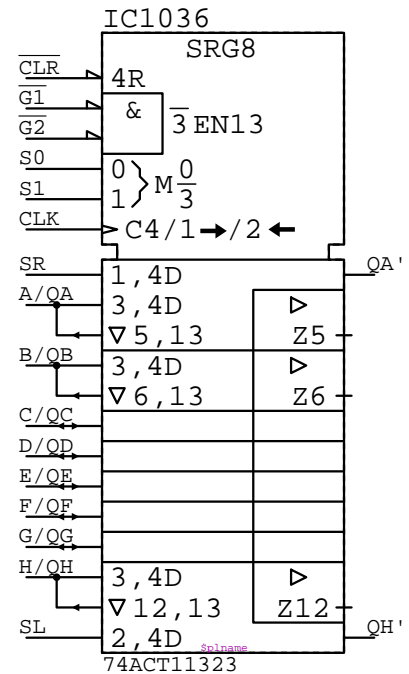 IC1036
SRG8
CLR 4R
G1 &
G2 3EN13
S0 0 M 0
S1 1 3
CLK C4/1→/2←
SR 1,4D QA'
A/QA 3,4D ▷
▽5,13 Z5
B/QB 3,4D ▷
▽6,13 Z6
C/QC
D/QD
E/QE
F/QF
G/QG
H/QH 3,4D ▷
▽12,13 Z12
SL 2,4D $plname QH'
74ACT11323